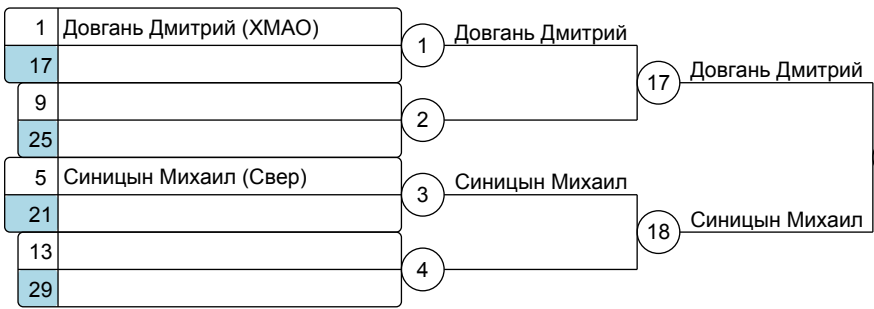 1 Довгань Дмитрий (ХМАО)
17
1 Довгань Дмитрий
9
25
2
17 Довгань Дмитрий
5 Синицын Михаил (Свер)
21
3 Синицын Михаил
13
29
4
18 Синицын Михаил